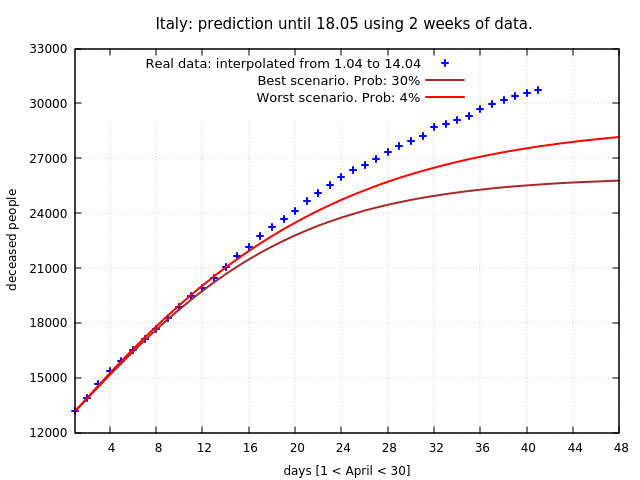 Italy: prediction until 18.05 using 2 weeks of data.
33000
30000
27000
24000
21000
18000
15000
12000
deceased people
Real data: interpolated from 1.04 to 14.04
Best scenario. Prob: 30%
Worst scenario. Prob: 4%
4 8 12 16 20 24 28 32 36 40 44 48
days [1 < April < 30]